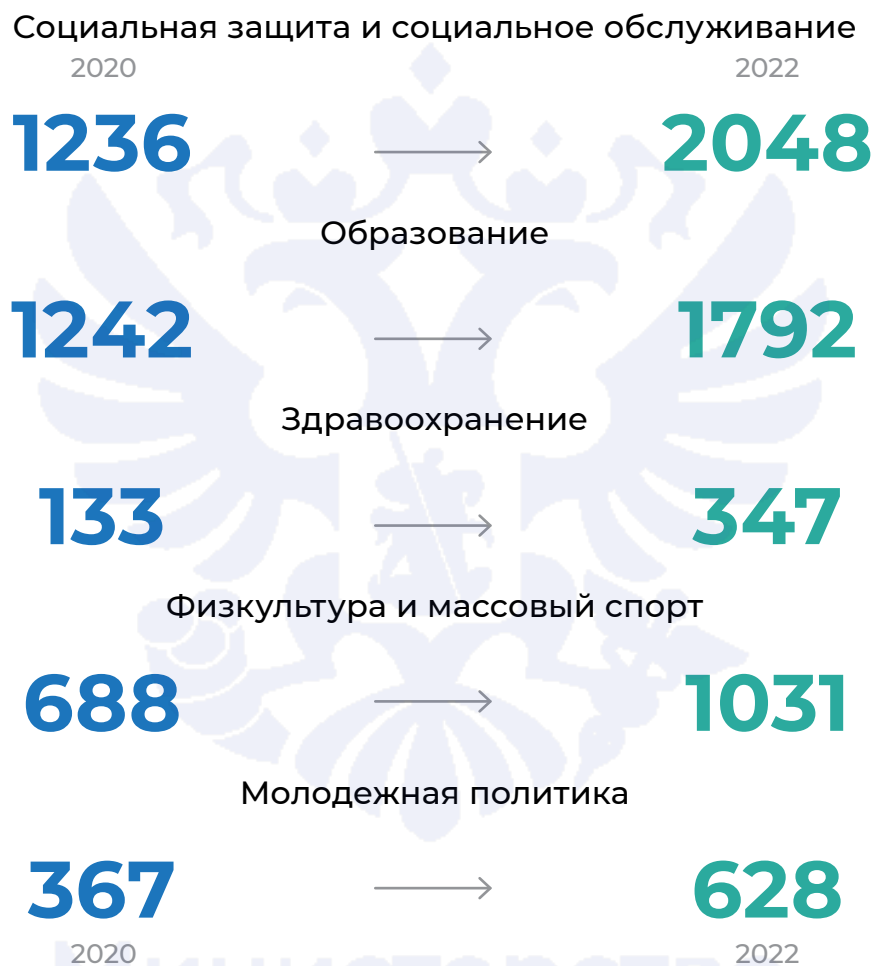 Социальная защита и социальное обслуживание
2020 2022
1236 2048
Образование
1242 1792
Здравоохранение
133 347
Физкультура и массовый спорт
688 1031
Молодежная политика
367 628
2020 2022